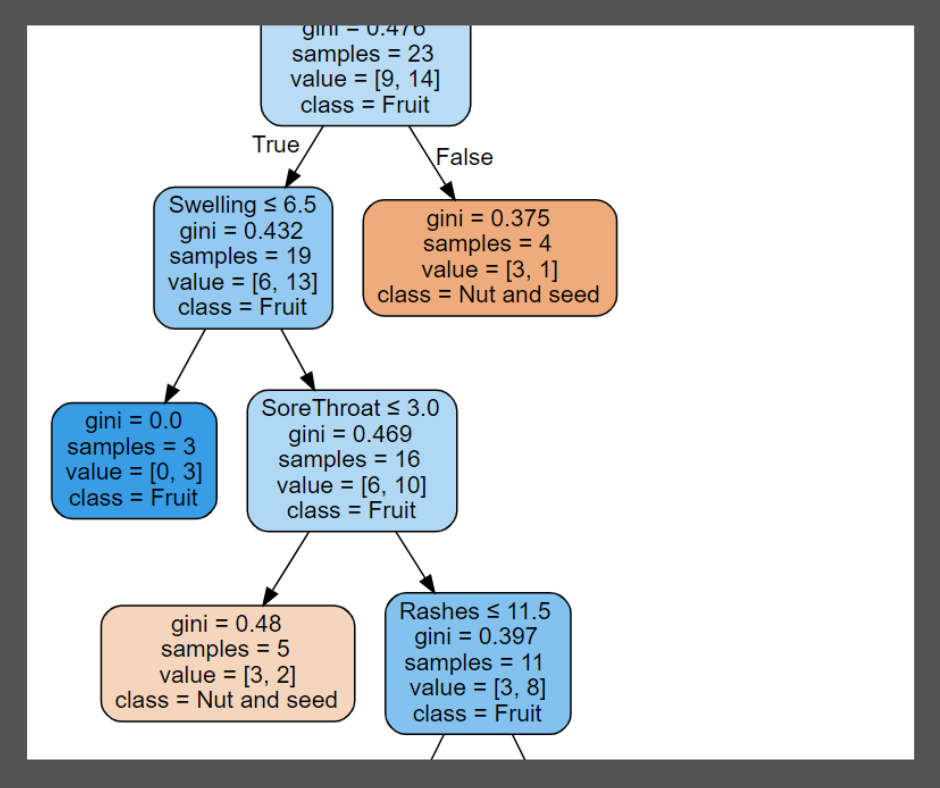 gini = 0.476
samples = 23
value = [9, 14]
class = Fruit
True
False
Swelling ≤ 6.5
gini = 0.432
samples = 19
value = [6, 13]
class = Fruit
gini = 0.375
samples = 4
value = [3, 1]
class = Nut and seed
gini = 0.0
samples = 3
value = [0, 3]
class = Fruit
SoreThroat ≤ 3.0
gini = 0.469
samples = 16
value = [6, 10]
class = Fruit
gini = 0.48
samples = 5
value = [3, 2]
class = Nut and seed
Rashes ≤ 11.5
gini = 0.397
samples = 11
value = [3, 8]
class = Fruit